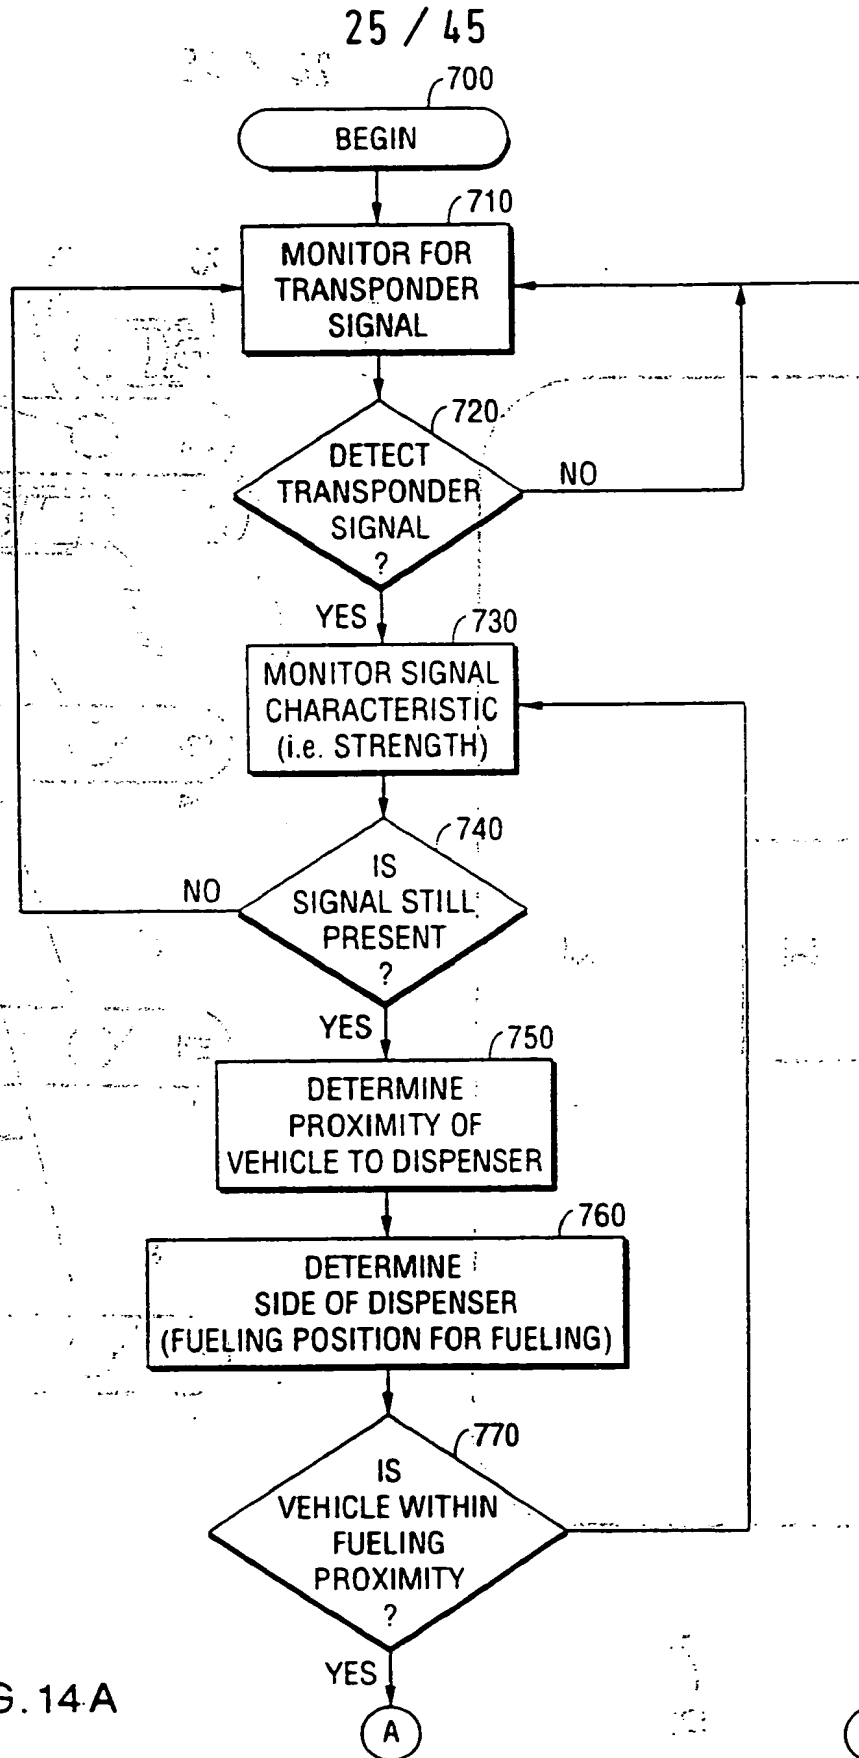 25 / 45
700
BEGIN
710
MONITOR FOR
TRANSPONDER
SIGNAL
720
DETECT
TRANSPONDER
SIGNAL
?
NO
YES
730
MONITOR SIGNAL
CHARACTERISTIC
(i.e. STRENGTH)
740
IS
SIGNAL STILL
PRESENT
?
NO
YES
750
DETERMINE
PROXIMITY OF
VEHICLE TO DISPENSER
760
DETERMINE
SIDE OF DISPENSER
(FUELING POSITION FOR FUELING)
770
IS
VEHICLE WITHIN
FUELING
PROXIMITY
?
YES
G. 14A
A